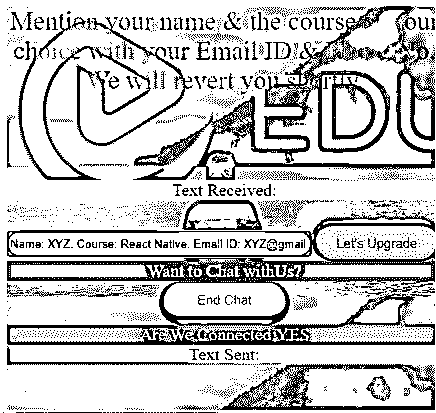 Mention your name & the course of your
choice with your Email ID &
We will revert you shortly
EDU
Text Received:
Name: XYZ. Course: React Native. Email ID: XYZ@gmail
Let's Upgrade
Want to Chat with Us?
End Chat
Are We Connected:YES
Text Sent: